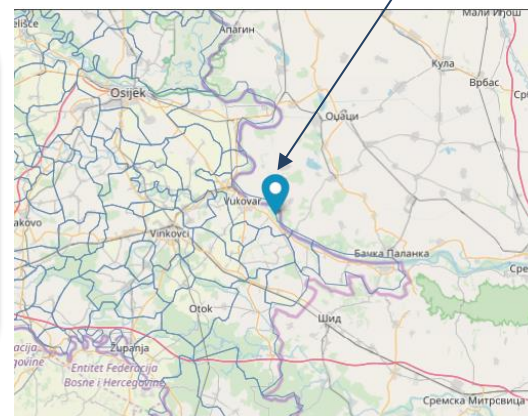 Мали Иђош
Апатин
Кула
Врбас
Osijek
Оџаци
Vukovar
Vinkovci
akovo
Бачка Паланка
Otok
Шид
Županja
Entitet Federacija
Bosne i Hercegovine
Сремска Митровица